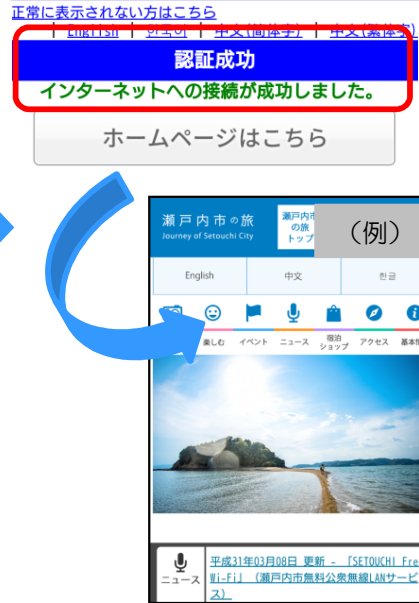 正常に表示されない方はこちら
| English | 한국어 | 中文(簡体字) | 中文(繁体字)
認証成功
インターネットへの接続が成功しました。
ホームページはこちら
瀬戸内市の旅
Journey of Setouchi City
瀬戸内市
の旅
トップ
（例）
English 中文 한글
楽しむ イベント ニュース 宿泊
ショップ アクセス 基本情
ニュース
平成31年03月08日 更新 - 「SETOUCHI Fre
Wi-Fi」（瀬戸内市無料公衆無線LANサービ
ス）